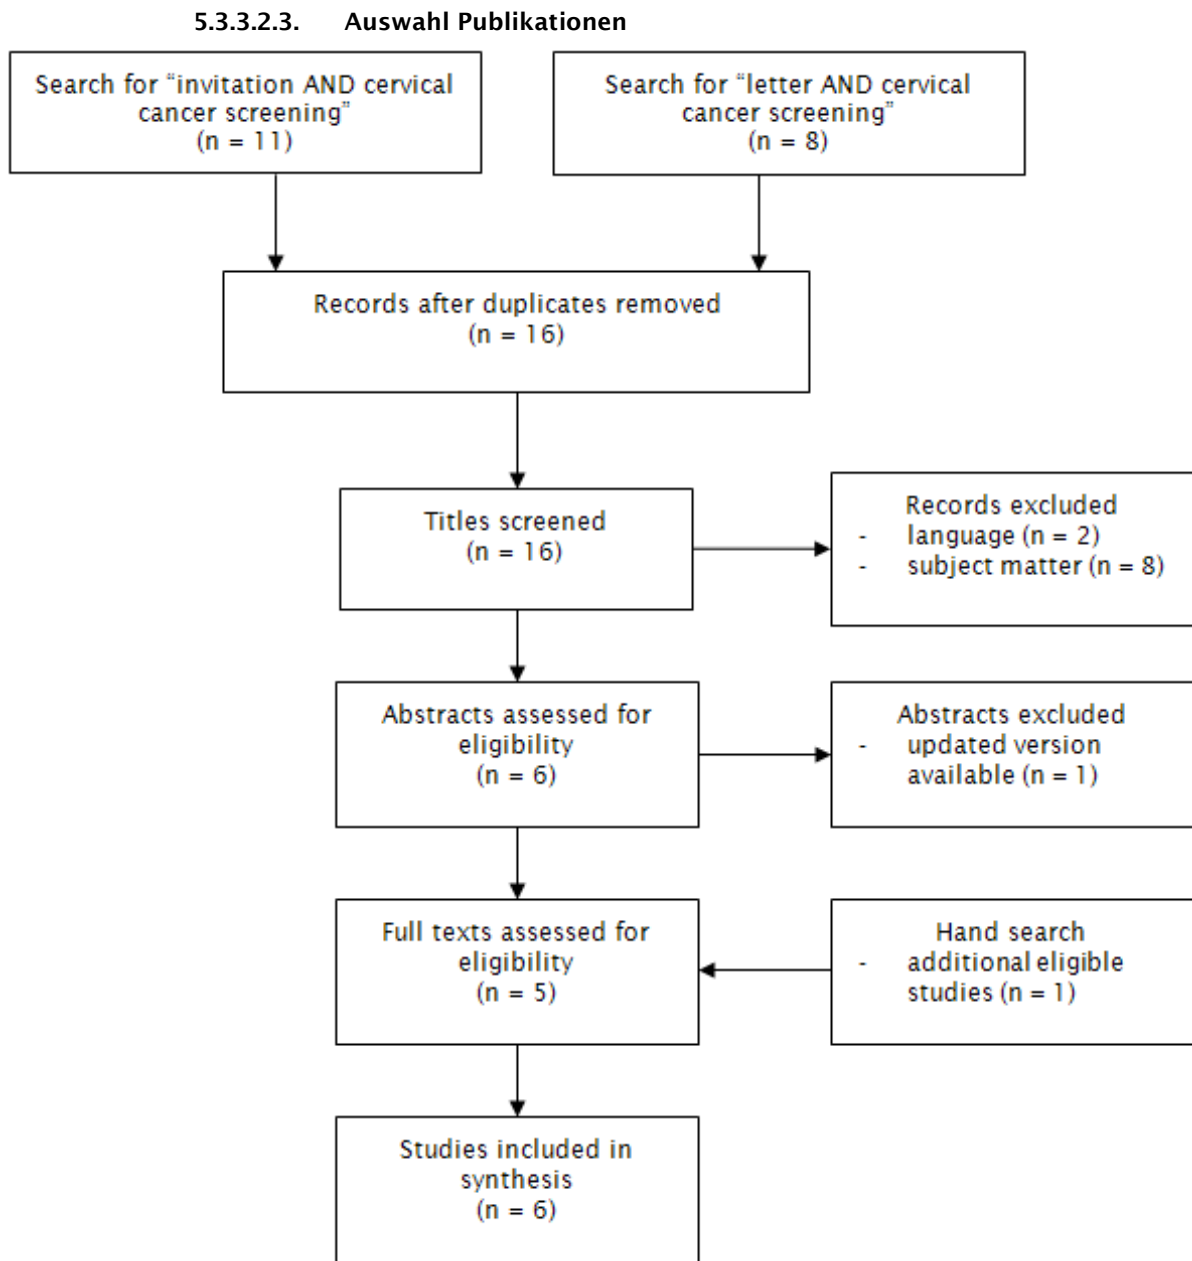 5.3.3.2.3. Auswahl Publikationen
Search for “invitation AND cervical
cancer screening”
(n = 11)
Search for “letter AND cervical
cancer screening”
(n = 8)
Records after duplicates removed
(n = 16)
Titles screened
(n = 16)
Records excluded
- language (n = 2)
- subject matter (n = 8)
Abstracts assessed for
eligibility
(n = 6)
Abstracts excluded
- updated version
available (n = 1)
Full texts assessed for
eligibility
(n = 5)
Hand search
- additional eligible
studies (n = 1)
Studies included in
synthesis
(n = 6)